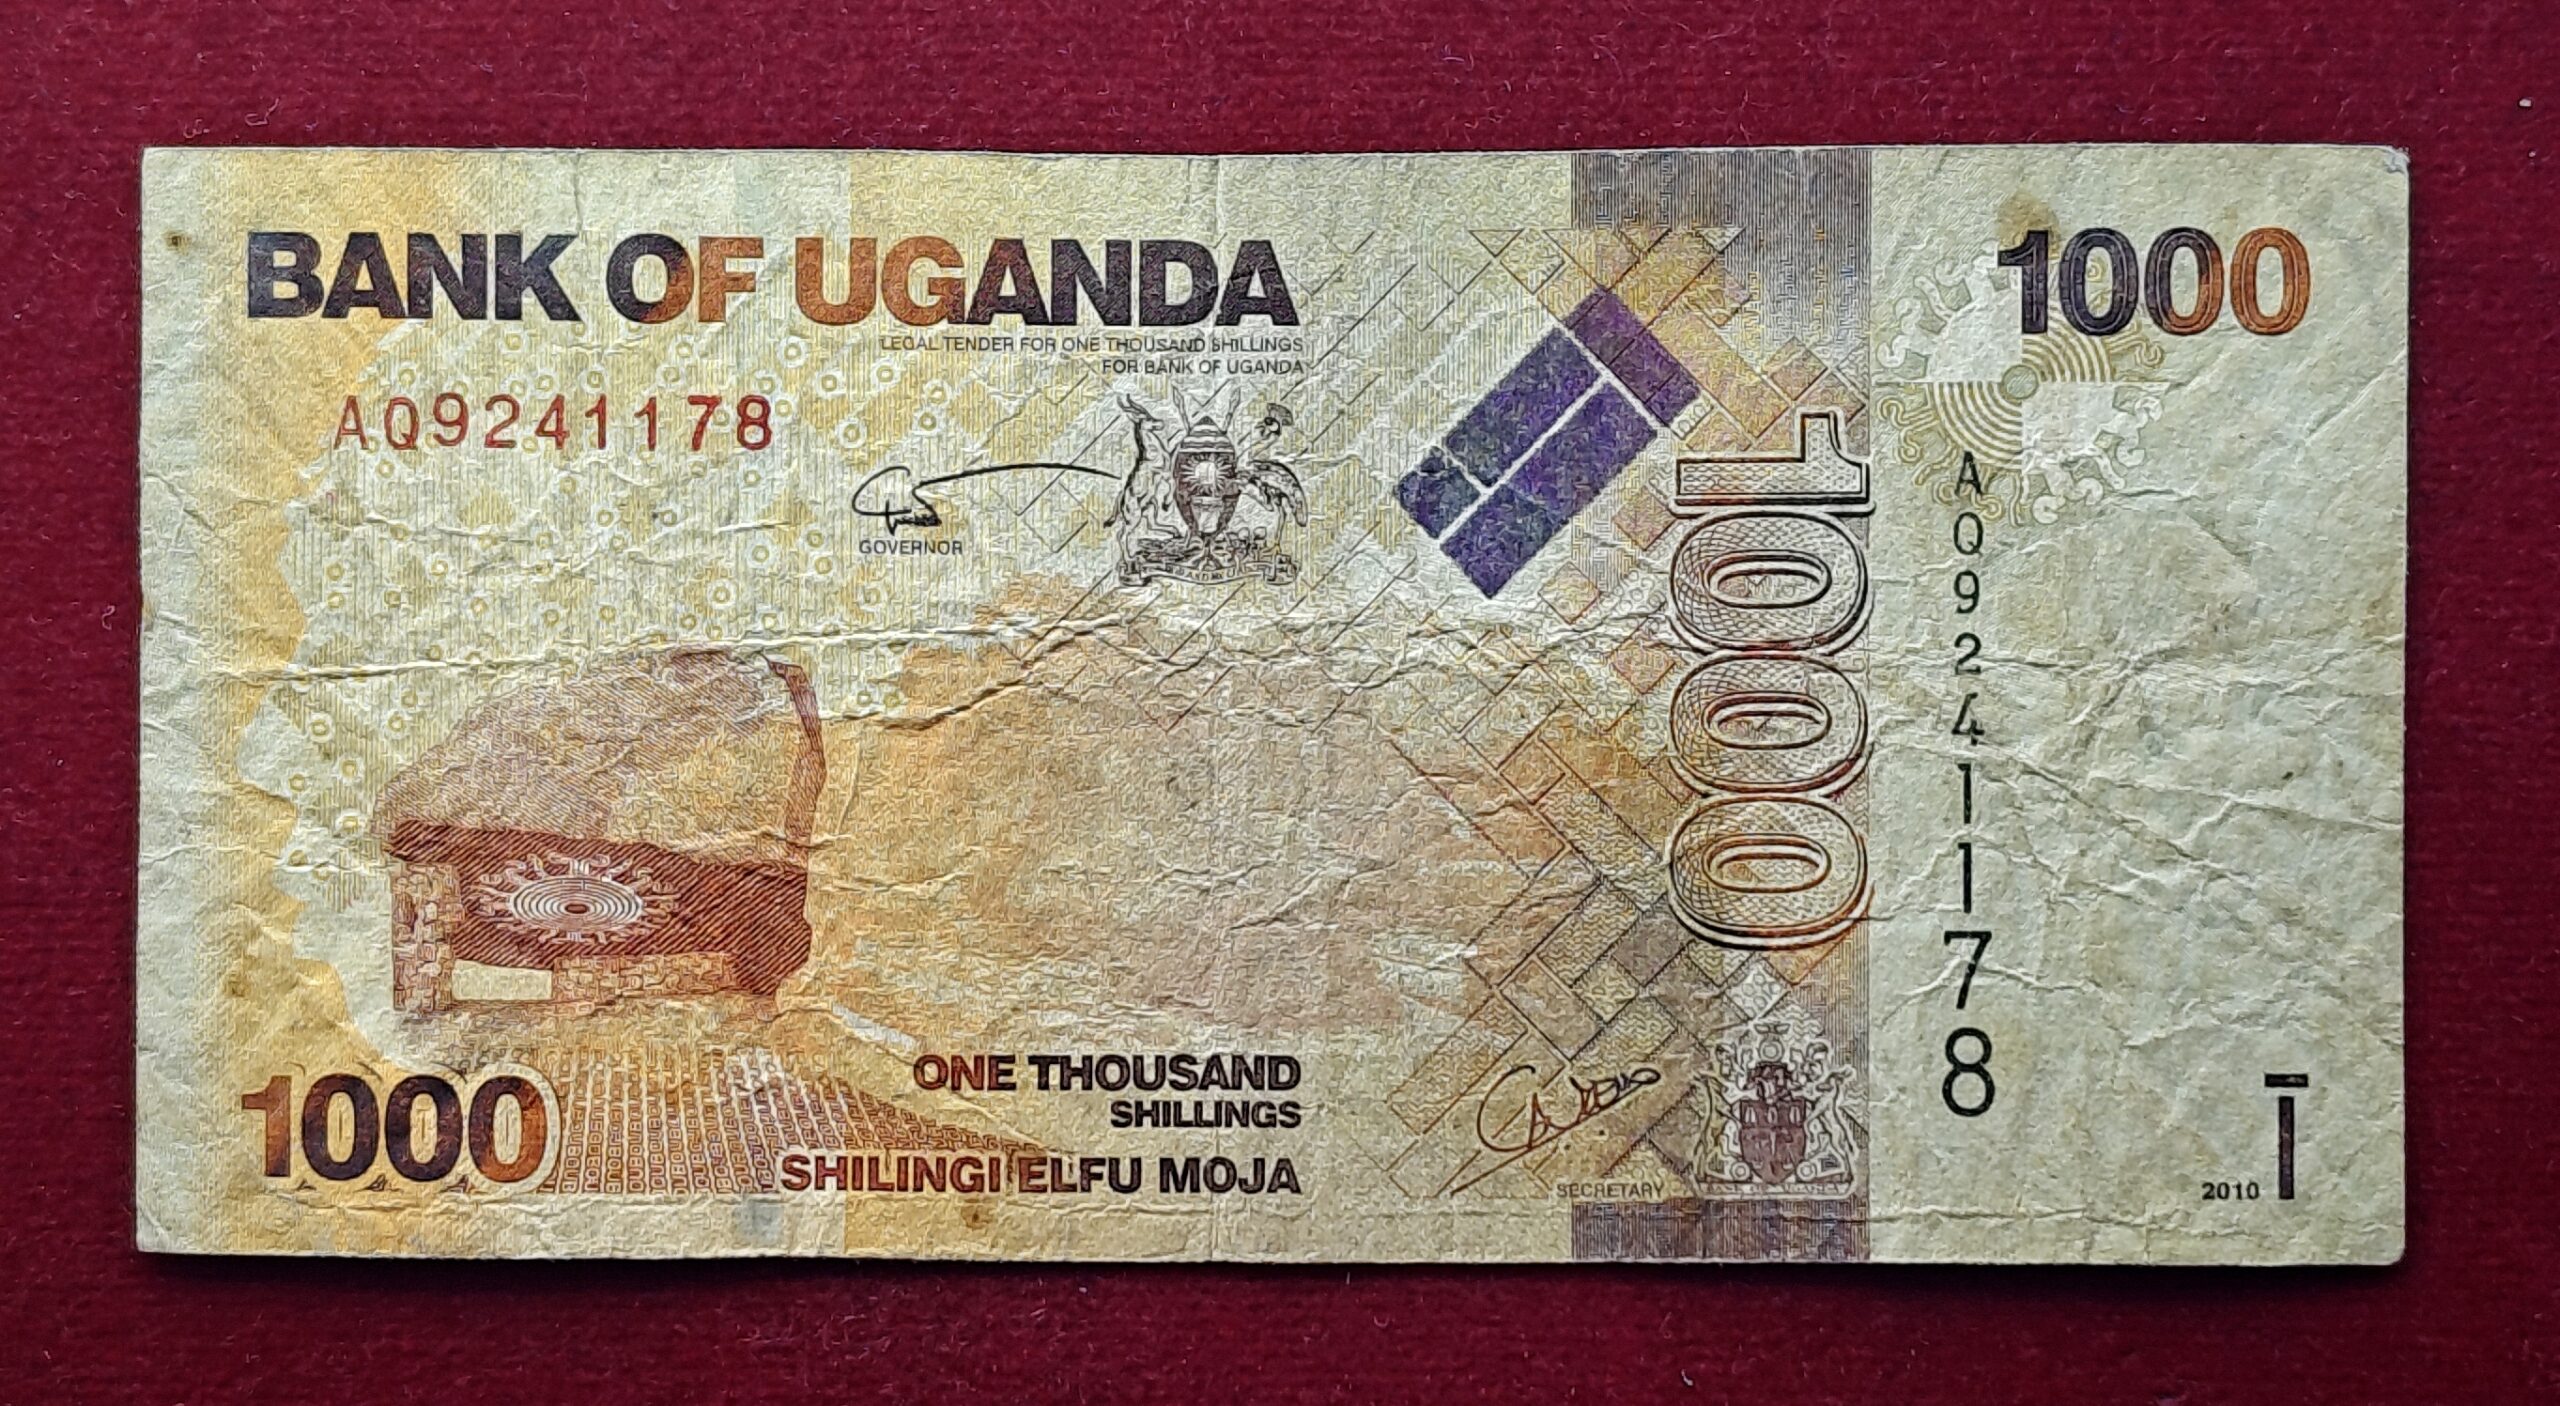 BANK OF UGANDA
1000
LEGAL TENDER FOR ONE THOUSAND SHILLINGS
FOR BANK OF UGANDA
AQ9241178
GOVERNOR
1000
AQ9241178
1000
ONE THOUSAND
SHILLINGS
SHILINGI ELFU MOJA
SECRETARY
2010